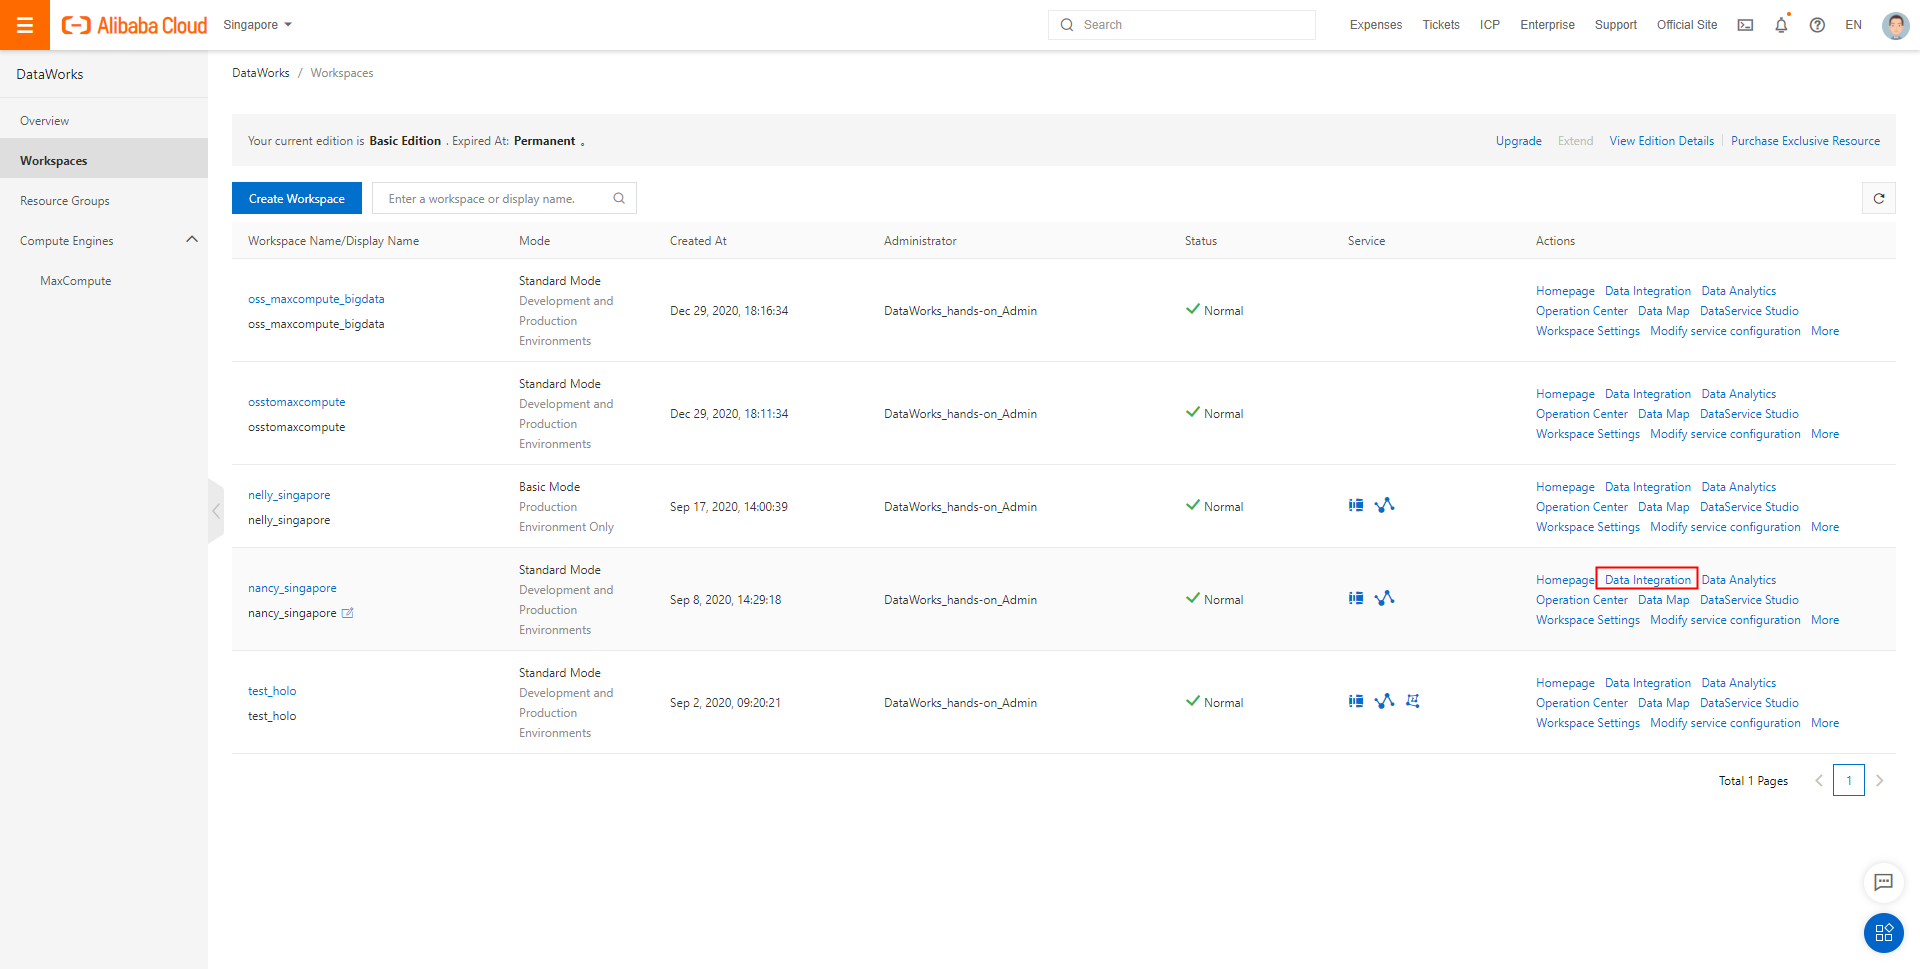 Alibaba Cloud Singapore Search Expenses Tickets ICP Enterprise Support Official Site EN
DataWorks
Overview
Workspaces
Resource Groups
Compute Engines
MaxCompute
DataWorks / Workspaces
Your current edition is Basic Edition . Expired At: Permanent 。 Upgrade Extend View Edition Details Purchase Exclusive Resource
Create Workspace Enter a workspace or display name.
Workspace Name/Display Name Mode Created At Administrator Status Service Actions
oss_maxcompute_bigdata
oss_maxcompute_bigdata
Standard Mode
Development and
Production
Environments
Dec 29, 2020, 18:16:34 DataWorks_hands-on_Admin Normal
Homepage Data Integration Data Analytics
Operation Center Data Map DataService Studio
Workspace Settings Modify service configuration More
osstomaxcompute
osstomaxcompute
Standard Mode
Development and
Production
Environments
Dec 29, 2020, 18:11:34 DataWorks_hands-on_Admin Normal
Homepage Data Integration Data Analytics
Operation Center Data Map DataService Studio
Workspace Settings Modify service configuration More
nelly_singapore
nelly_singapore
Basic Mode
Production
Environment Only
Sep 17, 2020, 14:00:39 DataWorks_hands-on_Admin Normal
Homepage Data Integration Data Analytics
Operation Center Data Map DataService Studio
Workspace Settings Modify service configuration More
nancy_singapore
nancy_singapore
Standard Mode
Development and
Production
Environments
Sep 8, 2020, 14:29:18 DataWorks_hands-on_Admin Normal
Homepage Data Integration Data Analytics
Operation Center Data Map DataService Studio
Workspace Settings Modify service configuration More
test_holo
test_holo
Standard Mode
Development and
Production
Environments
Sep 2, 2020, 09:20:21 DataWorks_hands-on_Admin Normal
Homepage Data Integration Data Analytics
Operation Center Data Map DataService Studio
Workspace Settings Modify service configuration More
Total 1 Pages 1